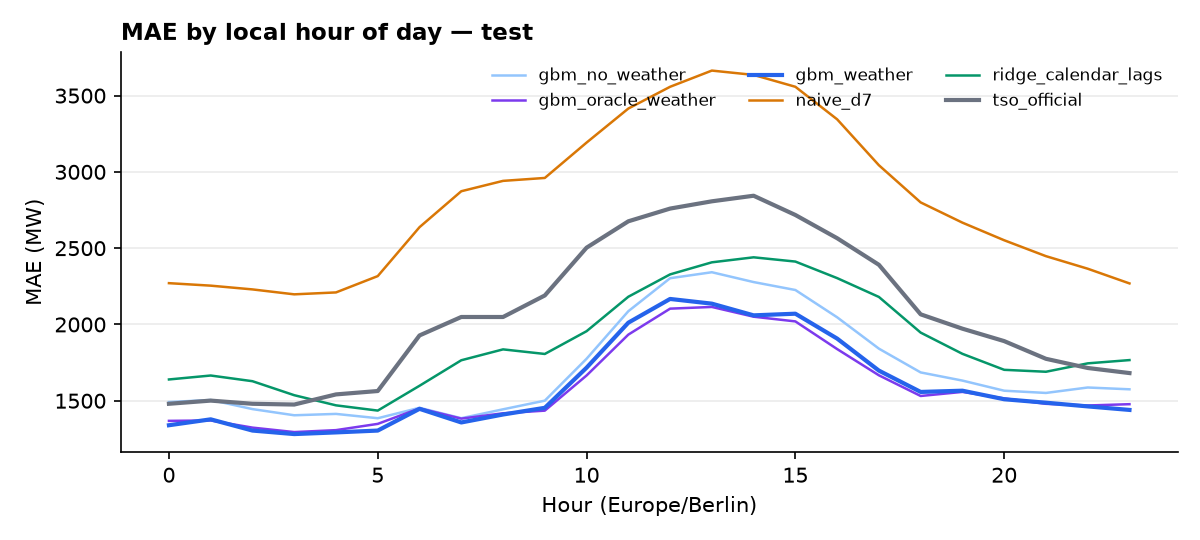 MAE by local hour of day — test
gbm_no_weather gbm_weather ridge_calendar_lags
gbm_oracle_weather naive_d7 tso_official
3500
3000
2500
2000
1500
MAE (MW)
0 5 10 15 20
Hour (Europe/Berlin)